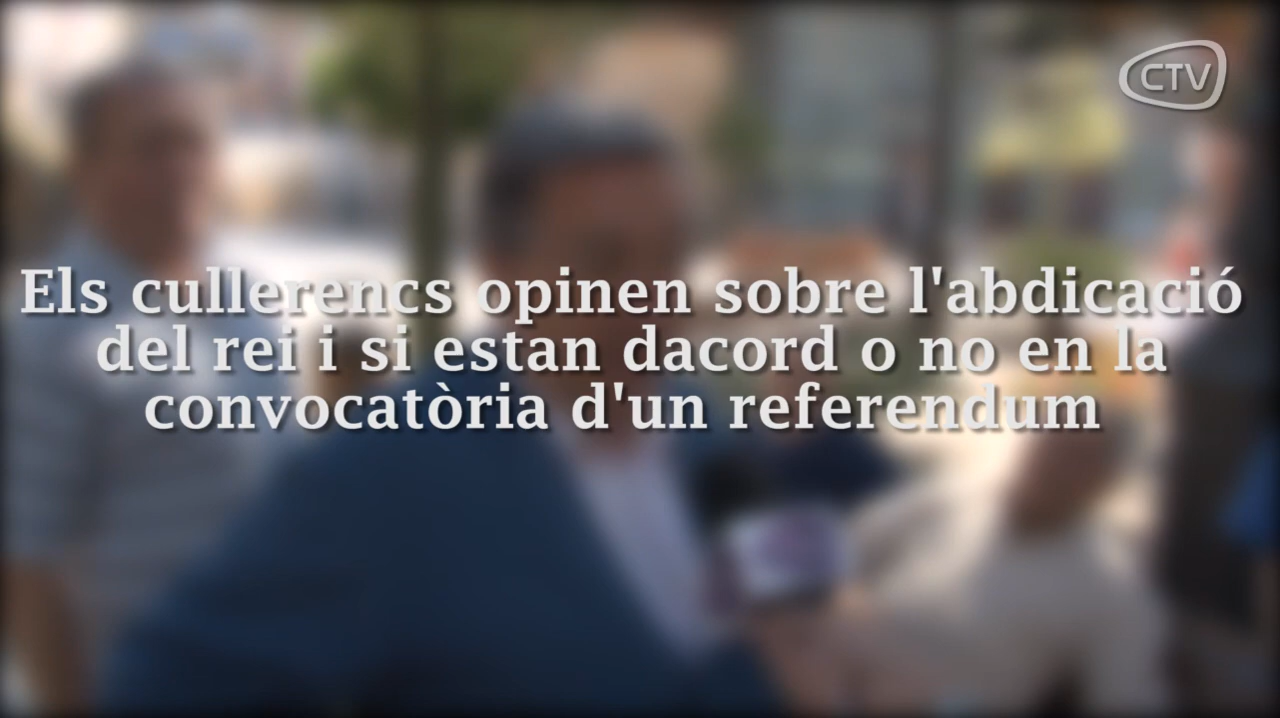 CTV
Els cullerencs opinen sobre l'abdicació
del rei i si estan dacord o no en la
convocatòria d'un referendum